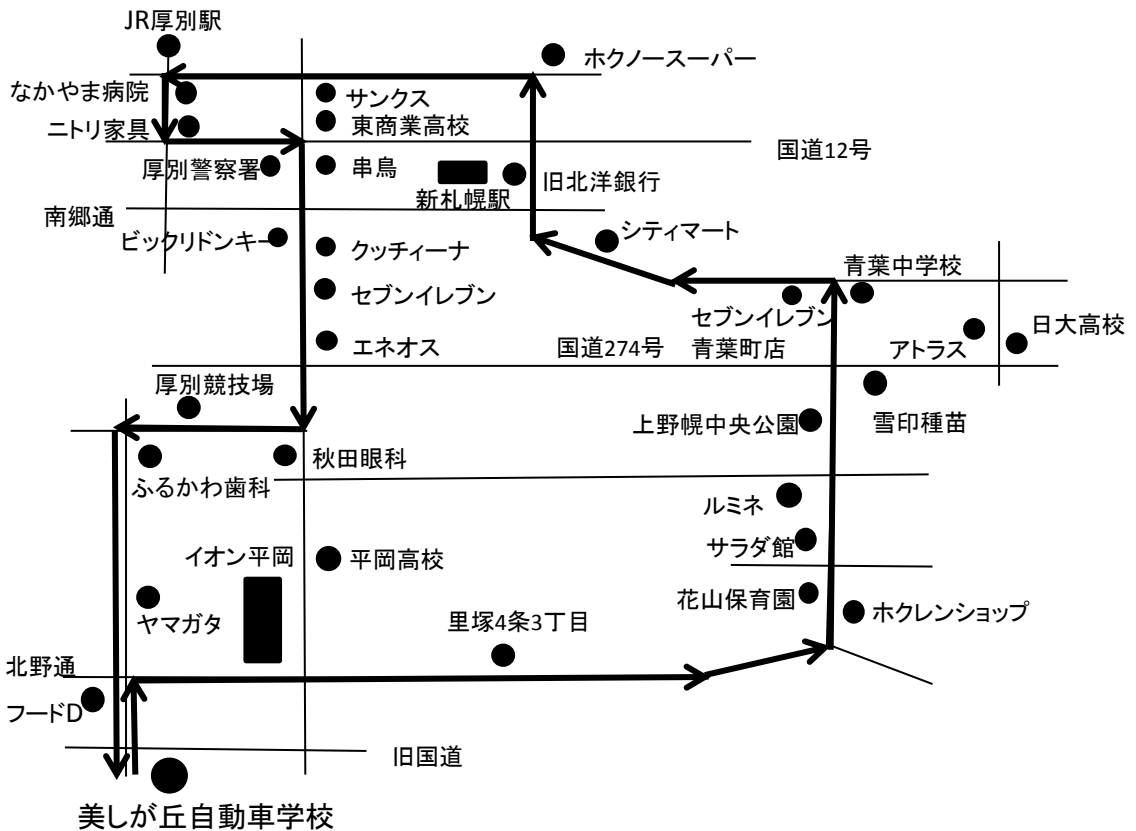 JR厚別駅
ホクノースーパー
なかやま病院
サンクス
ニトリ家具
東商業高校
国道12号
厚別警察署
串鳥
旧北洋銀行
新札幌駅
南郷通
ビックリドンキー
シティマート
クッチィーナ
青葉中学校
セブンイレブン
セブンイレブン
青葉町店
日大高校
エネオス
国道274号
アトラス
厚別競技場
上野幌中央公園
雪印種苗
秋田眼科
ふるかわ歯科
ルミネ
サラダ館
イオン平岡
平岡高校
花山保育園
ホクレンショップ
ヤマガタ
里塚4条3丁目
北野通
フードD
旧国道
美しが丘自動車学校